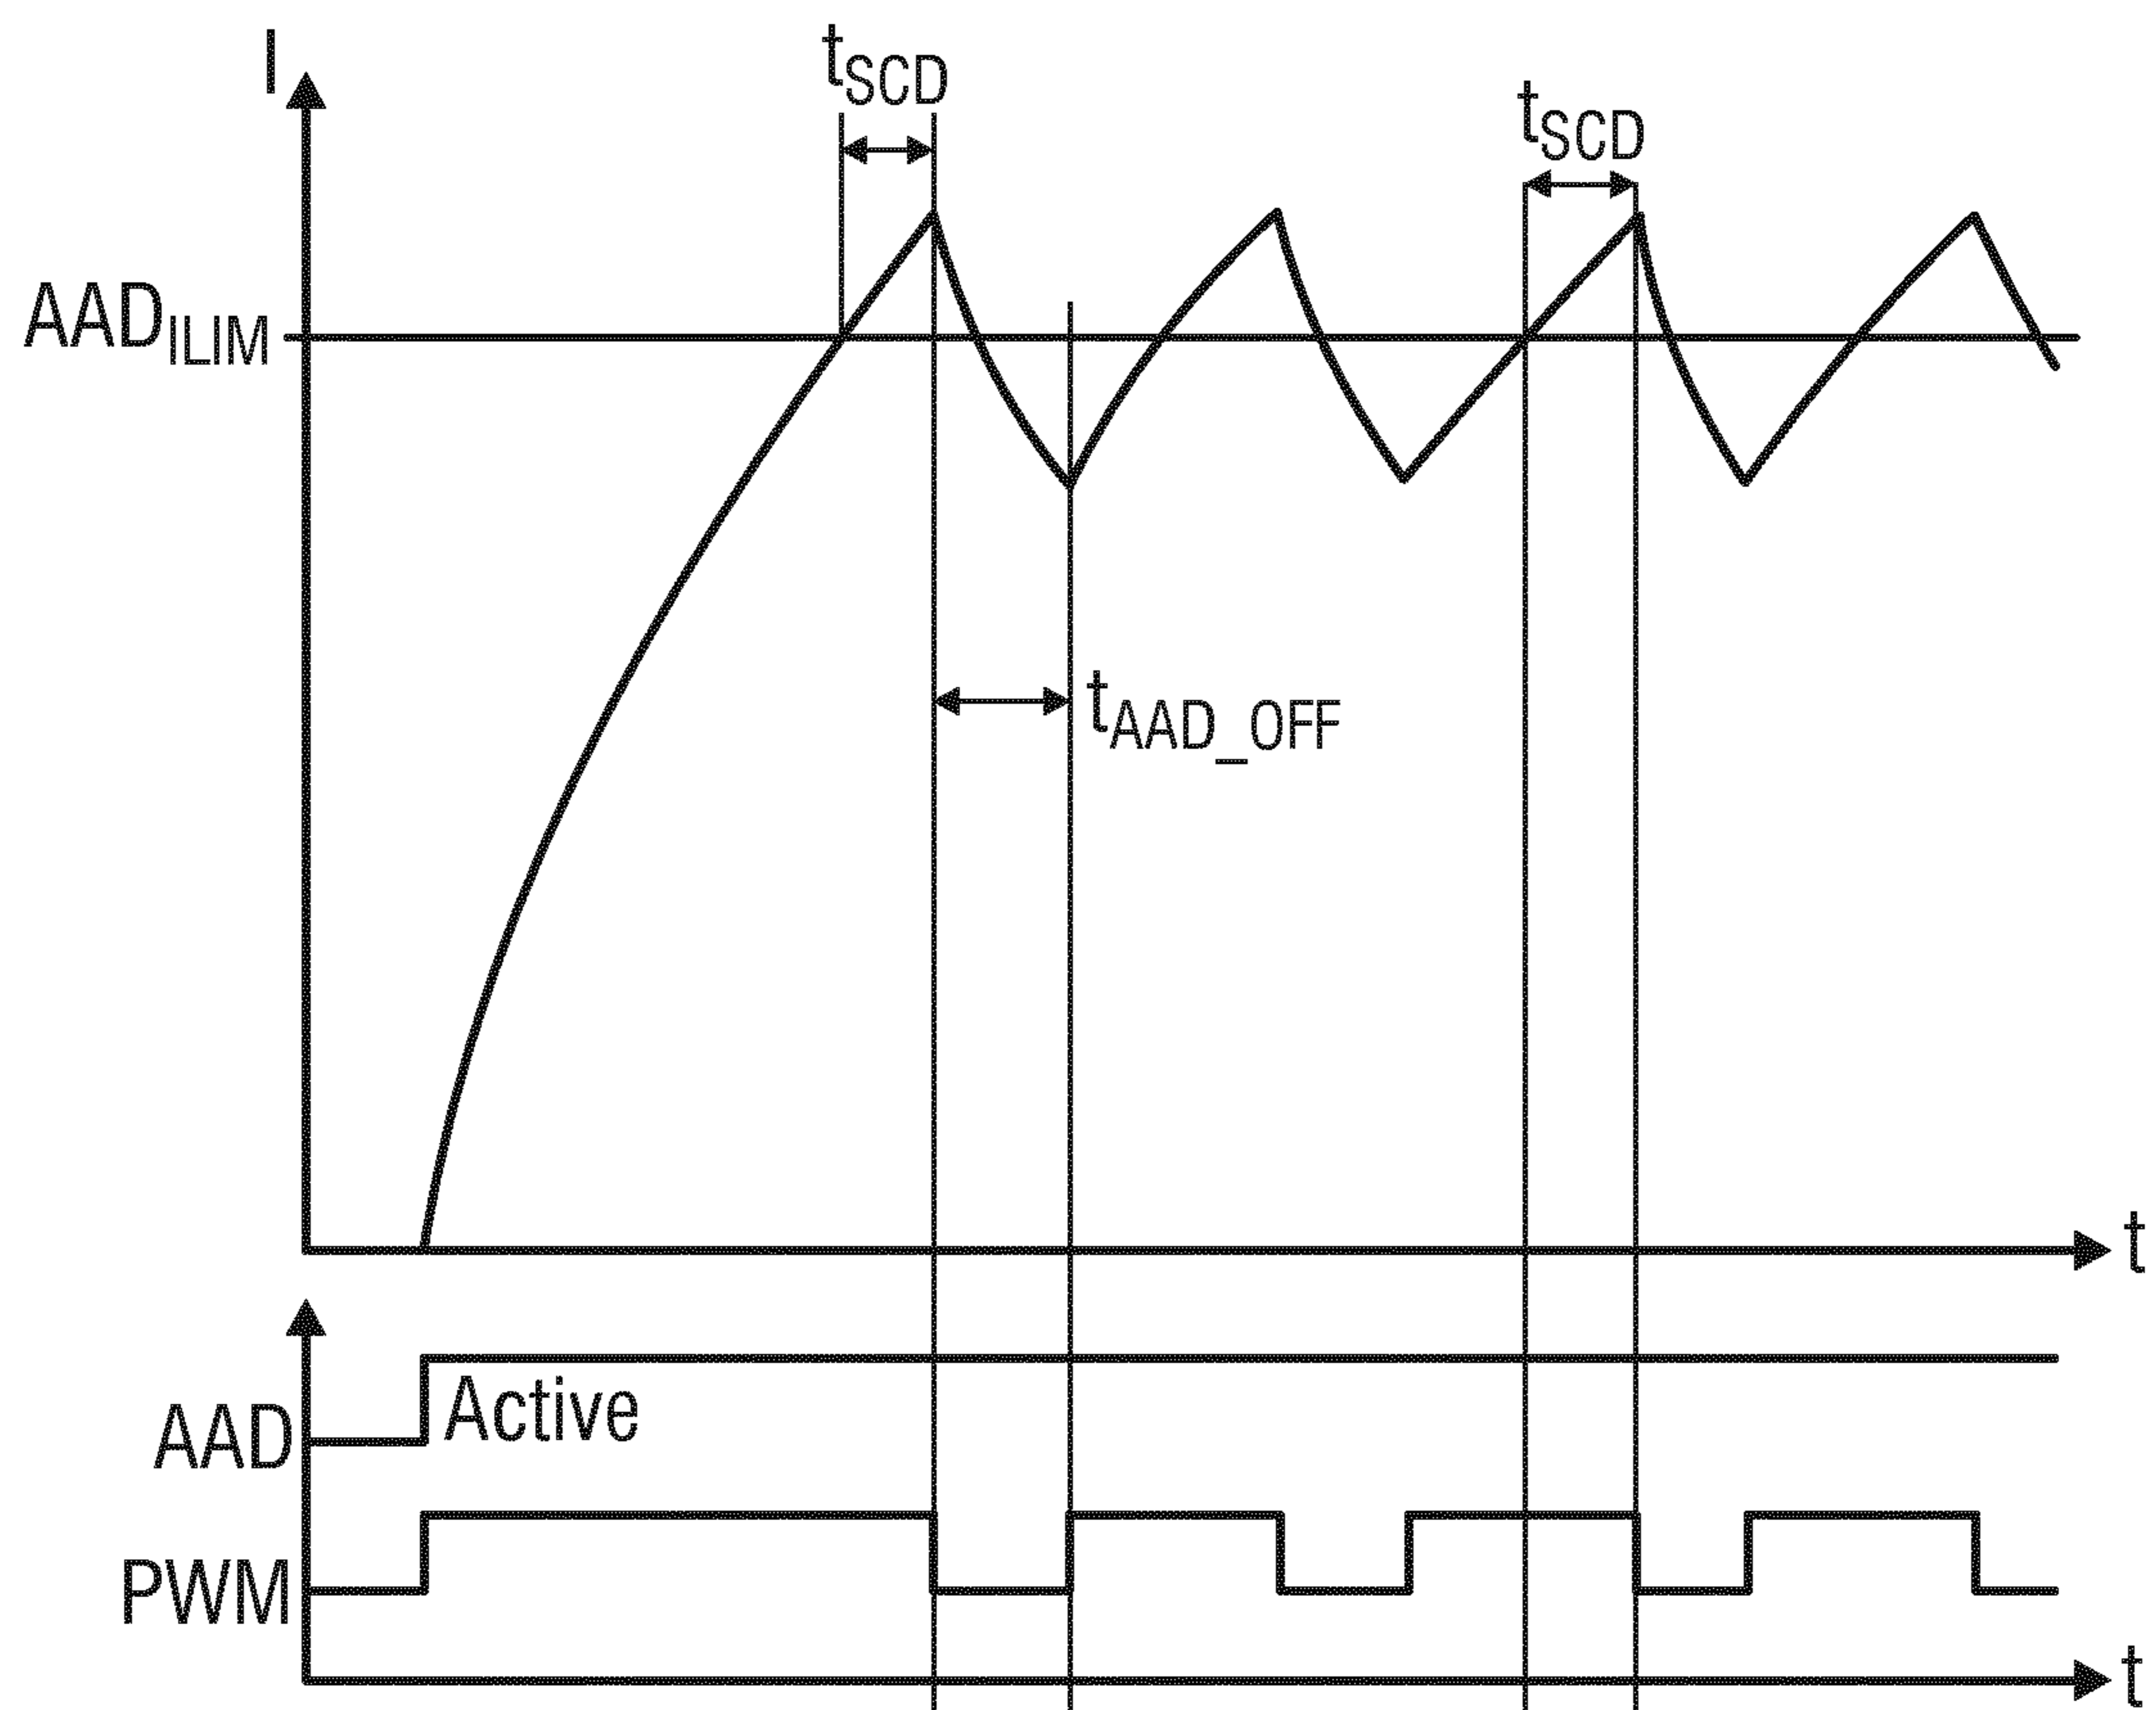 I
tSCD
tSCD
AADILIM
tAAD_OFF
t
Active
AAD
PWM
t